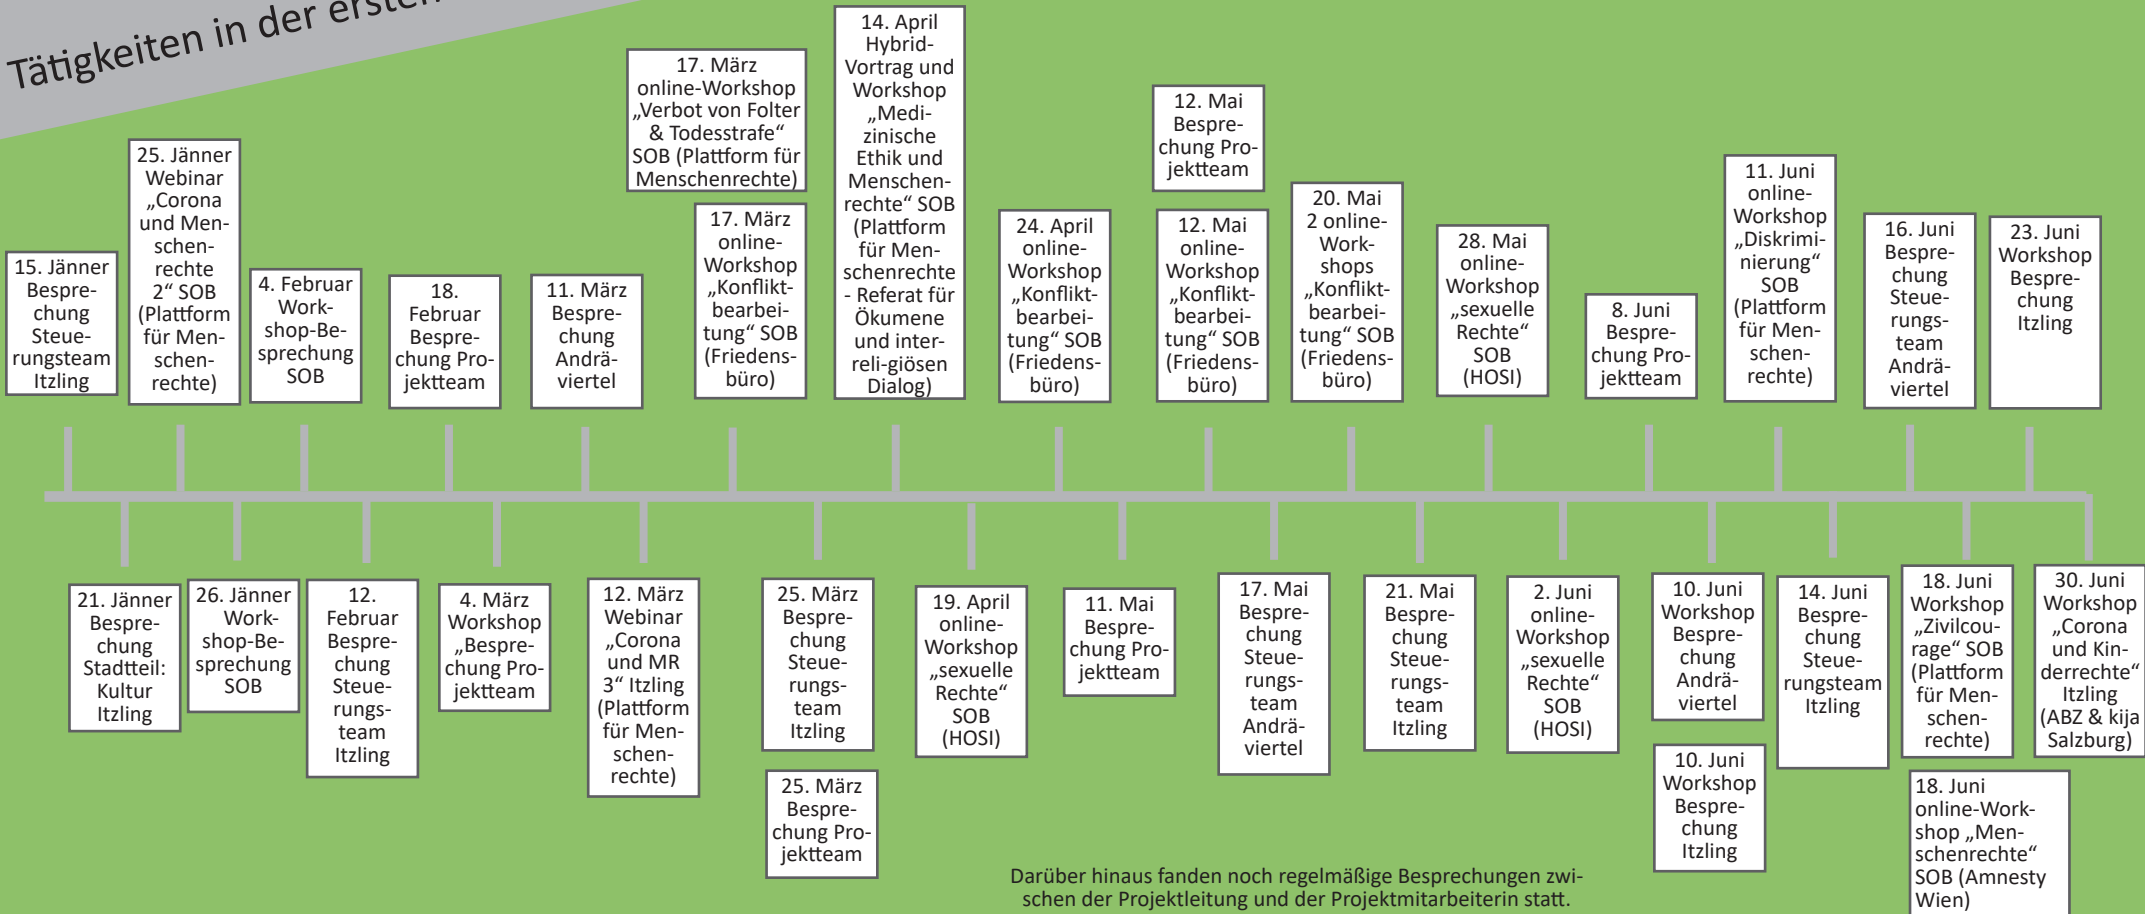 Tätigkeiten in der ersten
15. Jänner
Bespre-
chung
Steue-
rungsteam
Itzling
25. Jänner
Webinar
„Corona
und Men-
schen-
rechte
2“ SOB
(Plattform
für Men-
schen-
rechte)
4. Februar
Work-
shop-Be-
sprechung
SOB
18.
Februar
Bespre-
chung Pro-
jektteam
11. März
Bespre-
chung
Andrä-
viertel
17. März
online-Workshop
„Verbot von Folter
& Todesstrafe“
SOB (Plattform für
Menschenrechte)
17. März
online-
Workshop
„Konflikt-
bearbei-
tung“ SOB
(Friedens-
büro)
14. April
Hybrid-
Vortrag und
Workshop
„Medi-
zinische
Ethik und
Menschen-
rechte“ SOB
(Plattform
für Men-
schenrechte
- Referat für
Ökumene
und inter-
reli-giösen
Dialog)
24. April
online-
Workshop
„Konflikt-
bearbei-
tung“ SOB
(Friedens-
büro)
12. Mai
Bespre-
chung Pro-
jektteam
12. Mai
online-
Workshop
„Konflikt-
bearbei-
tung“ SOB
(Friedens-
büro)
20. Mai
2 online-
Work-
shops
„Konflikt-
bearbei-
tung“ SOB
(Friedens-
büro)
28. Mai
online-
Workshop
„sexuelle
Rechte“
SOB
(HOSI)
8. Juni
Bespre-
chung Pro-
jektteam
11. Juni
online-
Workshop
„Diskrimi-
nierung“
SOB
(Plattform
für Men-
schen-
rechte)
16. Juni
Bespre-
chung
Steue-
rungs-
team
Andrä-
viertel
23. Juni
Workshop
Bespre-
chung
Itzling
21. Jänner
Bespre-
chung
Stadtteil:
Kultur
Itzling
26. Jänner
Work-
shop-Be-
sprechung
SOB
12.
Februar
Bespre-
chung
Steue-
rungs-
team
Itzling
4. März
Workshop
„Bespre-
chung Pro-
jektteam
12. März
Webinar
„Corona
und MR
3“ Itzling
(Plattform
für Men-
schen-
rechte)
25. März
Bespre-
chung
Steue-
rungs-
team
Itzling
25. März
Bespre-
chung Pro-
jektteam
19. April
online-
Workshop
„sexuelle
Rechte“
SOB
(HOSI)
11. Mai
Bespre-
chung Pro-
jektteam
17. Mai
Bespre-
chung
Steue-
rungs-
team
Andrä-
viertel
21. Mai
Bespre-
chung
Steue-
rungs-
team
Itzling
2. Juni
online-
Workshop
„sexuelle
Rechte“
SOB
(HOSI)
10. Juni
Workshop
Bespre-
chung
Andrä-
viertel
10. Juni
Workshop
Bespre-
chung
Itzling
14. Juni
Bespre-
chung
Steue-
rungsteam
Itzling
18. Juni
Workshop
„Zivilcou-
rage“ SOB
(Plattform
für Men-
schen-
rechte)
18. Juni
online-Work-
shop „Men-
schenrechte“
SOB (Amnesty
Wien)
30. Juni
Workshop
„Corona
und Kin-
derrechte“
Itzling
(ABZ & kija
Salzburg)
Darüber hinaus fanden noch regelmäßige Besprechungen zwi-
schen der Projektleitung und der Projektmitarbeiterin statt.